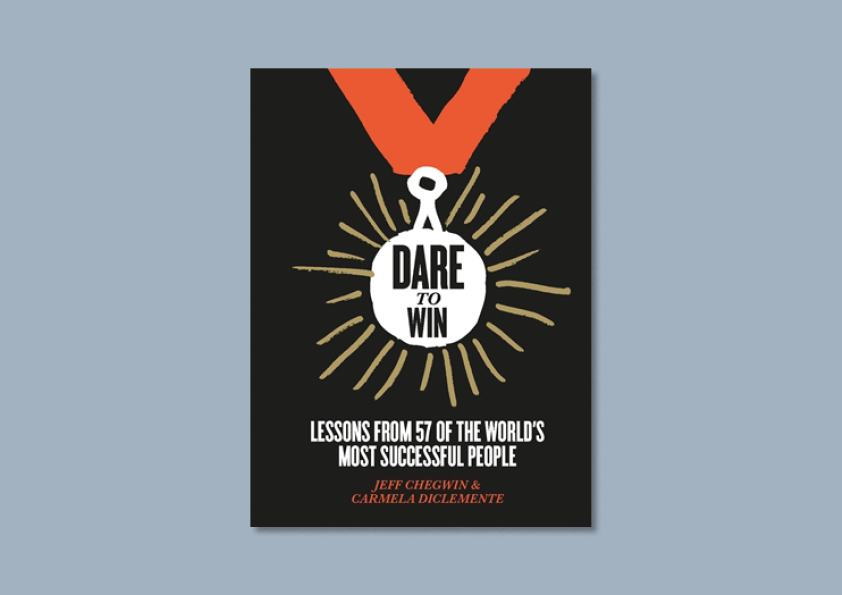 DARE
TO
WIN
LESSONS FROM 57 OF THE WORLD'S
MOST SUCCESSFUL PEOPLE
JEFF CHEGWIN &
CARMELA DICLEMENTE